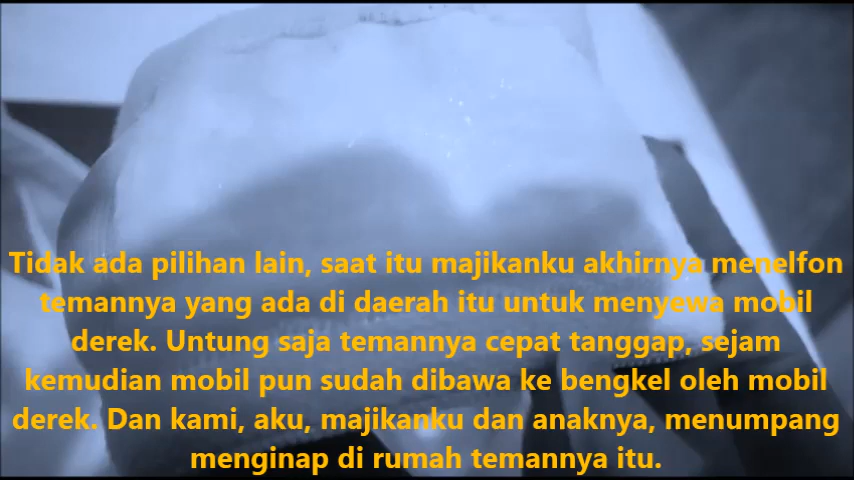 Tidak ada pilihan lain, saat itu majikanku akhirnya menelfon
temannya yang ada di daerah itu untuk menyewa mobil
derek. Untung saja temannya cepat tanggap, sejam
kemudian mobil pun sudah dibawa ke bengkel oleh mobil
derek. Dan kami, aku, majikanku dan anaknya, menumpang
menginap di rumah temannya itu.